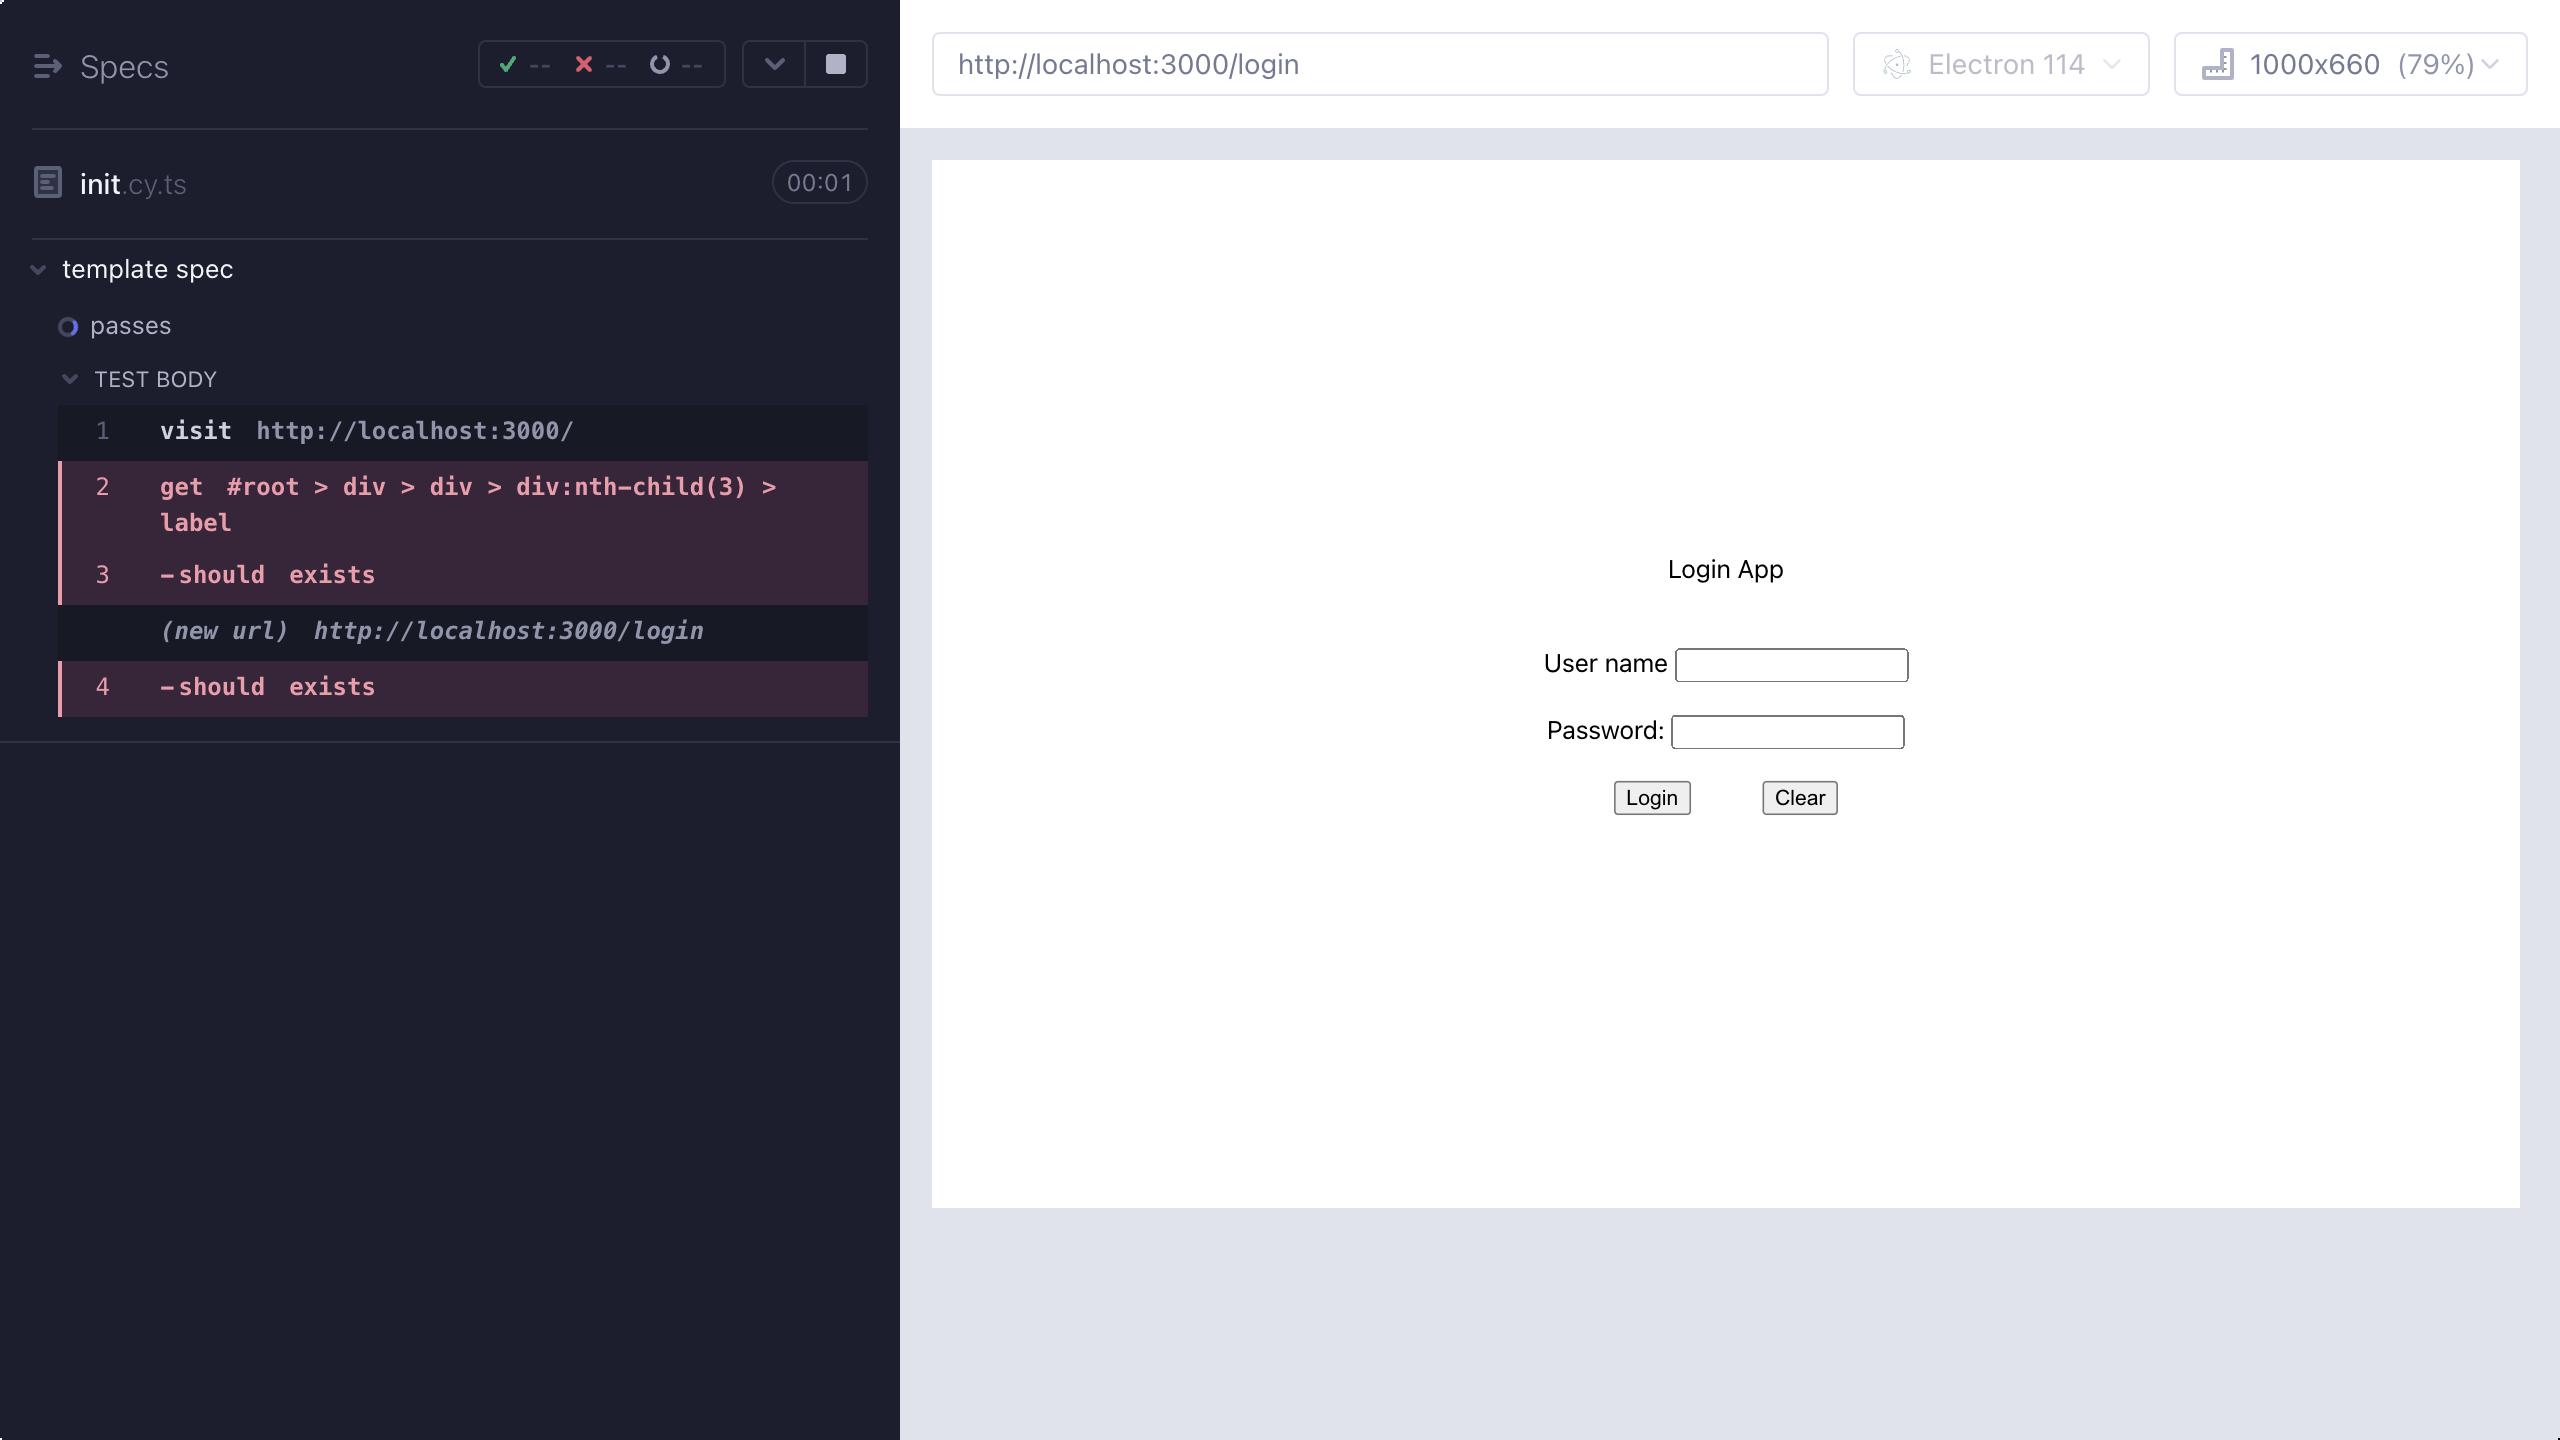 Specs
-- -- --
init.cy.ts 00:01
template spec
passes
TEST BODY
1 visit http://localhost:3000/
2 get #root > div > div > div:nth-child(3) >
label
3 -should exists
(new url) http://localhost:3000/login
4 -should exists
http://localhost:3000/login Electron 114 1000x660 (79%)
Login App
User name
Password:
Login Clear